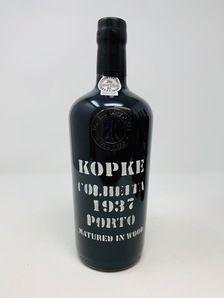 KOPKE
COLHEITA
1937
PORTO
MATURED IN WOOD